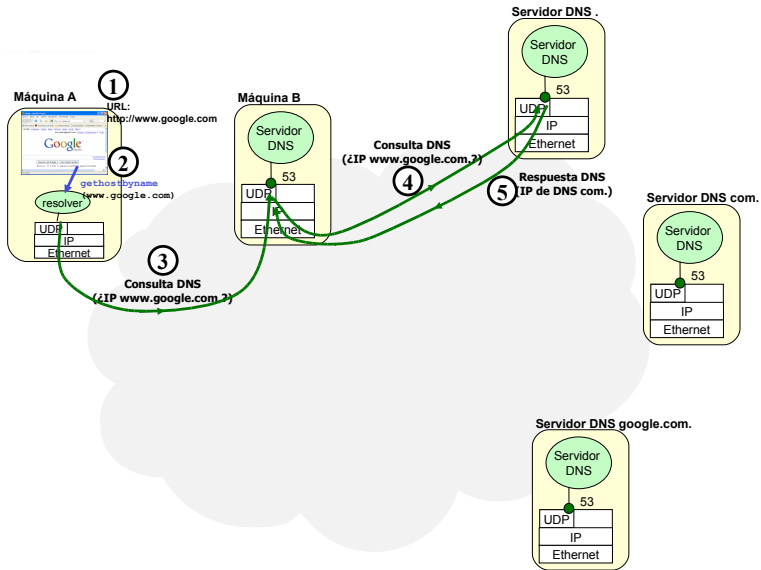 Servidor DNS .
Servidor
DNS
53
UDP
IP
Ethernet
1
URL:
http://www.google.com
Máquina A
Google
2
gethostbyname
(www.google.com)
resolver
UDP
IP
Ethernet
Máquina B
Servidor
DNS
53
UDP
IP
Ethernet
3
Consulta DNS
(¿IP www.google.com.?)
Consulta DNS
(¿IP www.google.com.?)
4
5
Respuesta DNS
(IP de DNS com.)
Servidor DNS com.
Servidor
DNS
53
UDP
IP
Ethernet
Servidor DNS google.com.
Servidor
DNS
53
UDP
IP
Ethernet